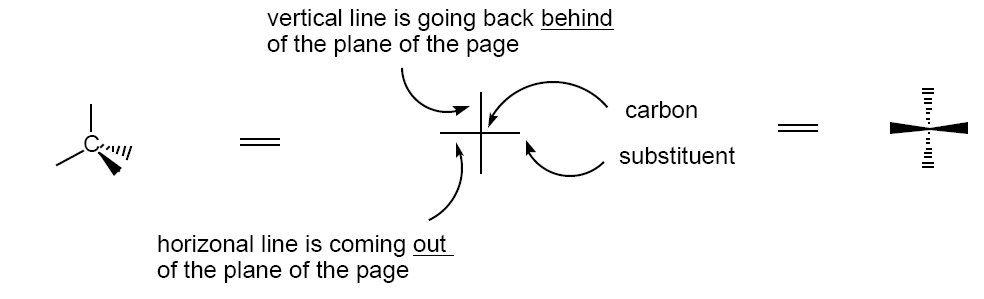 vertical line is going back behind
of the plane of the page
carbon
C
substituent
horizonal line is coming out
of the plane of the page